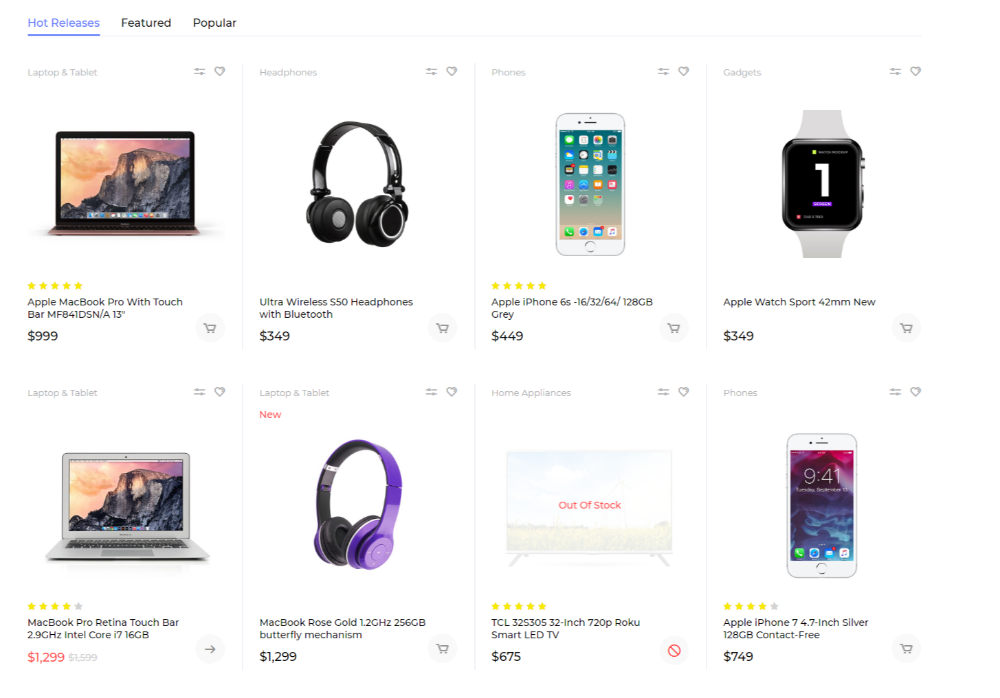 Hot Releases Featured Popular
Laptop & Tablet
Headphones
Phones
Gadgets
WATCH MOCKUP
1
SCREEN
Apple MacBook Pro With Touch
Bar MF841DSN/A 13"
$999
Ultra Wireless S50 Headphones
with Bluetooth
$349
Apple iPhone 6s -16/32/64/ 128GB
Grey
$449
Apple Watch Sport 42mm New
$349
Laptop & Tablet
Laptop & Tablet
New
Home Appliances
Out Of Stock
Phones
9:41
Tuesday, September 13
MacBook Pro Retina Touch Bar
2.9GHz Intel Core i7 16GB
$1,299 $1,599
MacBook Rose Gold 1.2GHz 256GB
butterfly mechanism
$1,299
TCL 32S305 32-Inch 720p Roku
Smart LED TV
$675
Apple iPhone 7 4.7-Inch Silver
128GB Contact-Free
$749